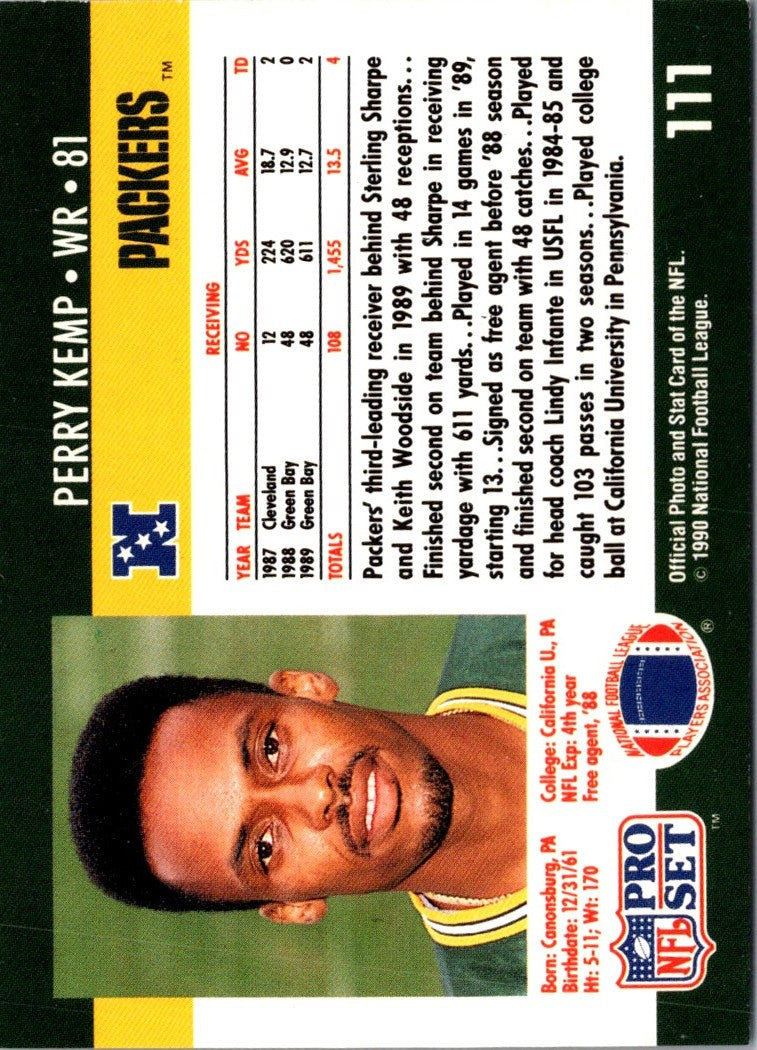 PERRY KEMP • WR • 81
N
PACKERS™
RECEIVING
YEAR TEAM NO YDS AVG TD
1987 Cleveland 12 224 18.7 2
1988 Green Bay 48 620 12.9 0
1989 Green Bay 48 611 12.7 2
TOTALS 108 1,455 13.5 4
Packers' third-leading receiver behind Sterling Sharpe
and Keith Woodside in 1989 with 48 receptions...
Finished second on team behind Sharpe in receiving
yardage with 611 yards...Played in 14 games in '89,
starting 13...Signed as free agent before '88 season
and finished second on team with 48 catches...Played
for head coach Lindy Infante in USFL in 1984-85 and
caught 103 passes in two seasons...Played college
ball at California University in Pennsylvania.
Born: Canonsburg, PA
Birthdate: 12/31/61
Ht: 5-11; Wt: 170
College: California U., PA
NFL Exp: 4th year
Free agent, '88
NFL PRO SET™
NATIONAL FOOTBALL LEAGUE
PLAYERS ASSOCIATION®
Official Photo and Stat Card of the NFL.
© 1990 National Football League.
111